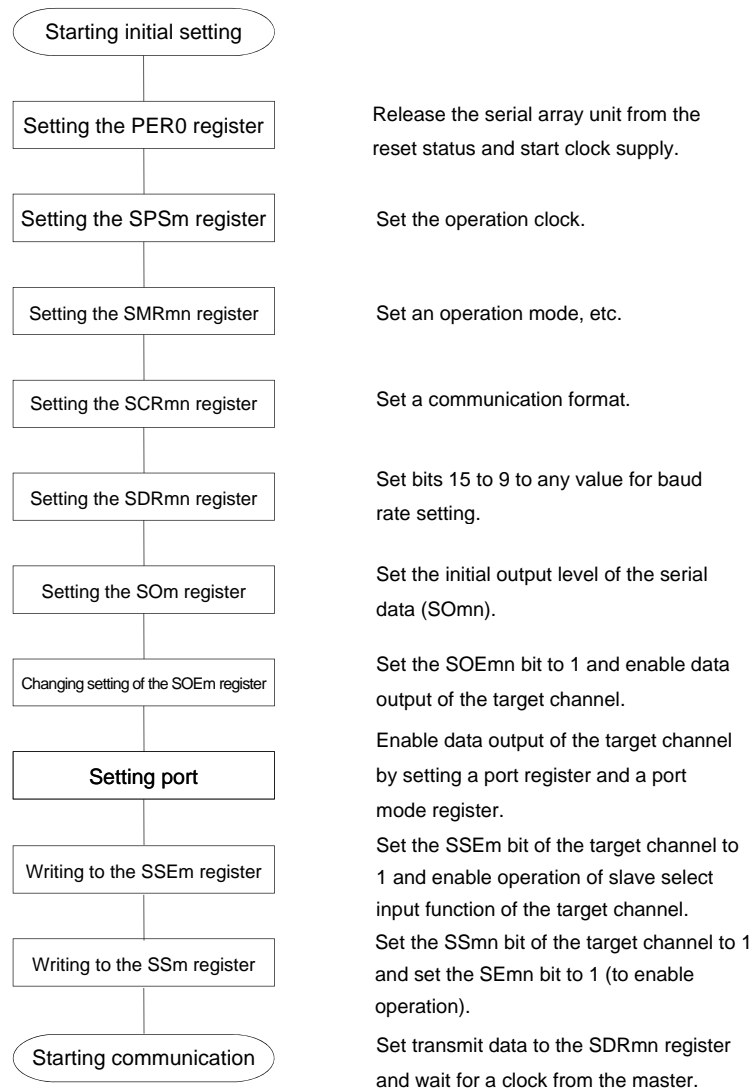 Starting initial setting
Setting the PER0 register
Release the serial array unit from the
reset status and start clock supply.
Setting the SPSm register
Set the operation clock.
Setting the SMRmn register
Set an operation mode, etc.
Setting the SCRmn register
Set a communication format.
Setting the SDRmn register
Set bits 15 to 9 to any value for baud
rate setting.
Setting the SOm register
Set the initial output level of the serial
data (SOmn).
Changing setting of the SOEm register
Set the SOEmn bit to 1 and enable data
output of the target channel.
Setting port
Enable data output of the target channel
by setting a port register and a port
mode register.
Writing to the SSEm register
Set the SSEm bit of the target channel to
1 and enable operation of slave select
input function of the target channel.
Writing to the SSm register
Set the SSmn bit of the target channel to 1
and set the SEmn bit to 1 (to enable
operation).
Starting communication
Set transmit data to the SDRmn register
and wait for a clock from the master.